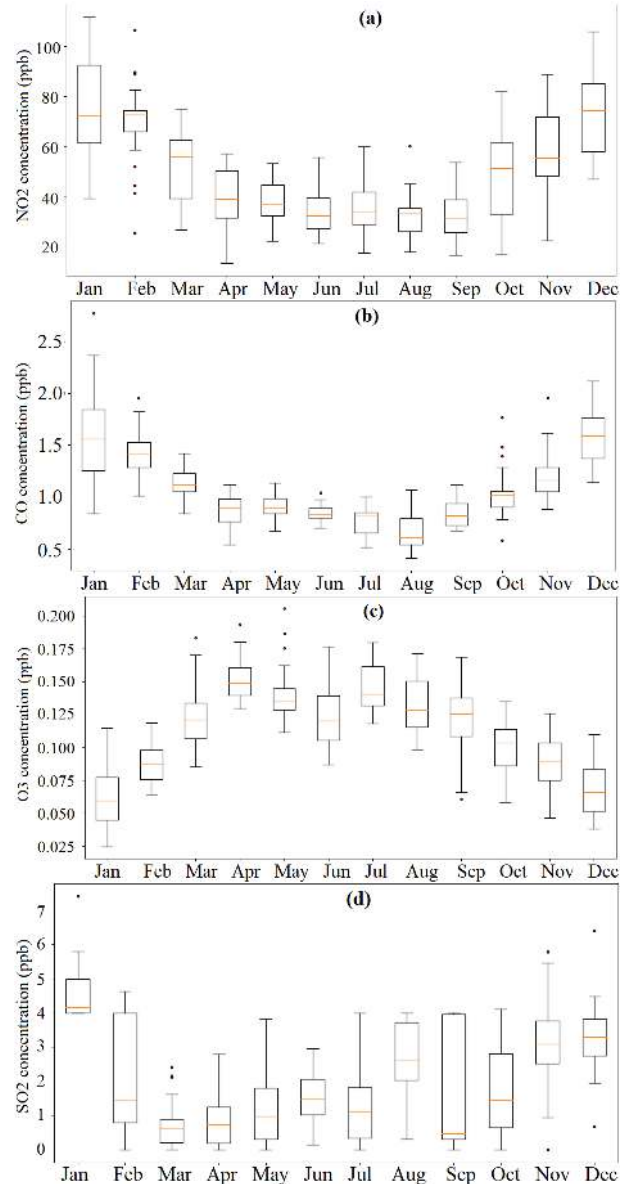 (a)
NO2 concentration (ppb)
100
80
60
40
20
Jan Feb Mar Apr May Jun Jul Aug Sep Oct Nov Dec
(b)
CO concentration (ppb)
2.5
2.0
1.5
1.0
0.5
Jan Feb Mar Apr May Jun Jul Aug Sep Oct Nov Dec
(c)
O3 concentration (ppb)
0.200
0.175
0.150
0.125
0.100
0.075
0.050
0.025
Jan Feb Mar Apr May Jun Jul Aug Sep Oct Nov Dec
(d)
SO2 concentration (ppb)
7
6
5
4
3
2
1
0
Jan Feb Mar Apr May Jun Jul Aug Sep Oct Nov Dec